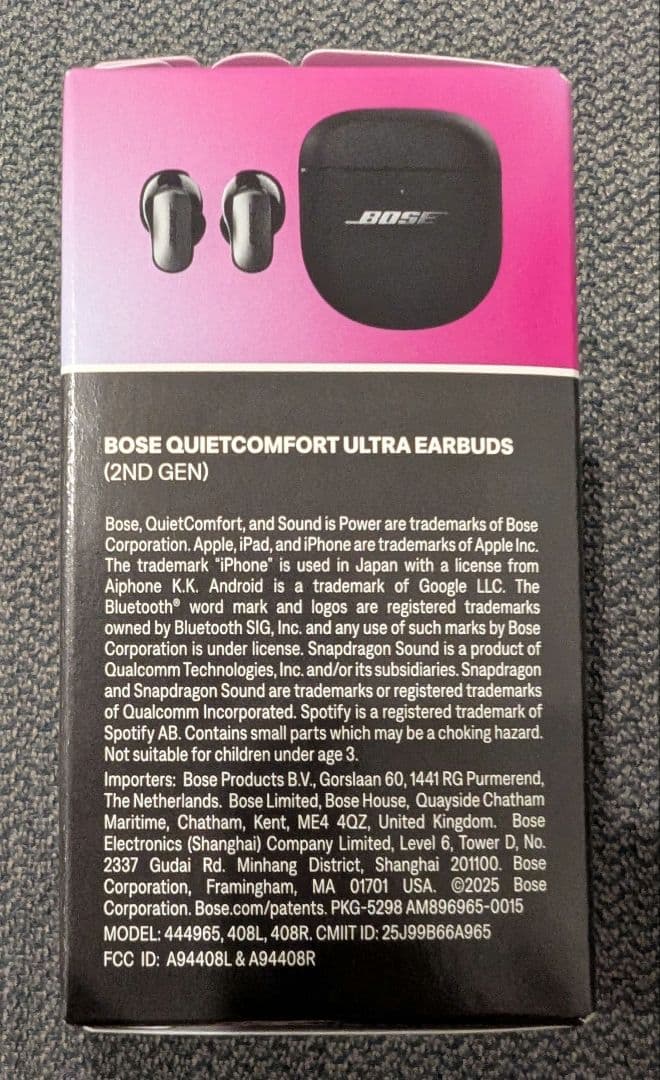 BOSE
BOSE QUIETCOMFORT ULTRA EARBUDS
(2ND GEN)
Bose, QuietComfort, and Sound is Power are trademarks of Bose
Corporation. Apple, iPad, and iPhone are trademarks of Apple Inc.
The trademark "iPhone" is used in Japan with a license from
Aiphone K.K. Android is a trademark of Google LLC. The
Bluetooth® word mark and logos are registered trademarks
owned by Bluetooth SIG, Inc. and any use of such marks by Bose
Corporation is under license. Snapdragon Sound is a product of
Qualcomm Technologies, Inc. and/or its subsidiaries. Snapdragon
and Snapdragon Sound are trademarks or registered trademarks
of Qualcomm Incorporated. Spotify is a registered trademark of
Spotify AB. Contains small parts which may be a choking hazard.
Not suitable for children under age 3.
Importers: Bose Products B.V., Gorslaan 60, 1441 RG Purmerend,
The Netherlands. Bose Limited, Bose House, Quayside Chatham
Maritime, Chatham, Kent, ME4 4QZ, United Kingdom. Bose
Electronics (Shanghai) Company Limited, Level 6, Tower D, No.
2337 Gudai Rd. Minhang District, Shanghai 201100. Bose
Corporation, Framingham, MA 01701 USA. ©2025 Bose
Corporation. Bose.com/patents. PKG-5298 AM896965-0015
MODEL: 444965, 408L, 408R. CMIIT ID: 25J99B66A965
FCC ID: A94408L & A94408R